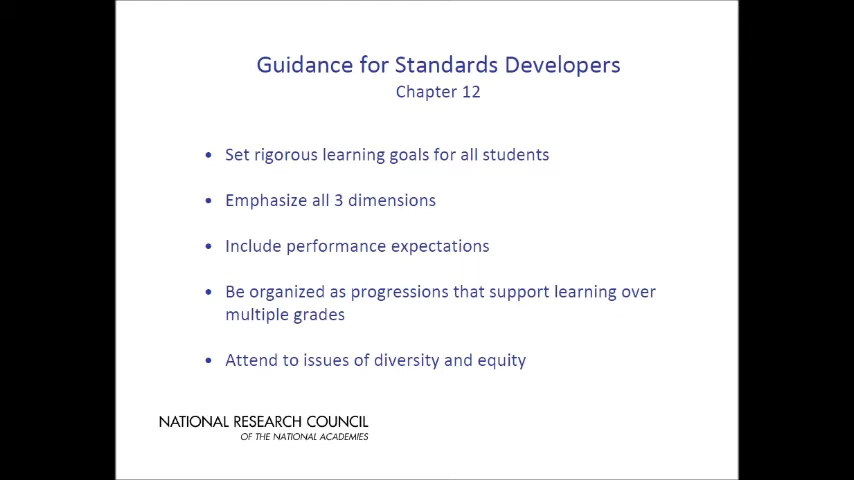 Guidance for Standards Developers
Chapter 12
• Set rigorous learning goals for all students
• Emphasize all 3 dimensions
• Include performance expectations
• Be organized as progressions that support learning over
multiple grades
• Attend to issues of diversity and equity
NATIONAL RESEARCH COUNCIL
OF THE NATIONAL ACADEMIES